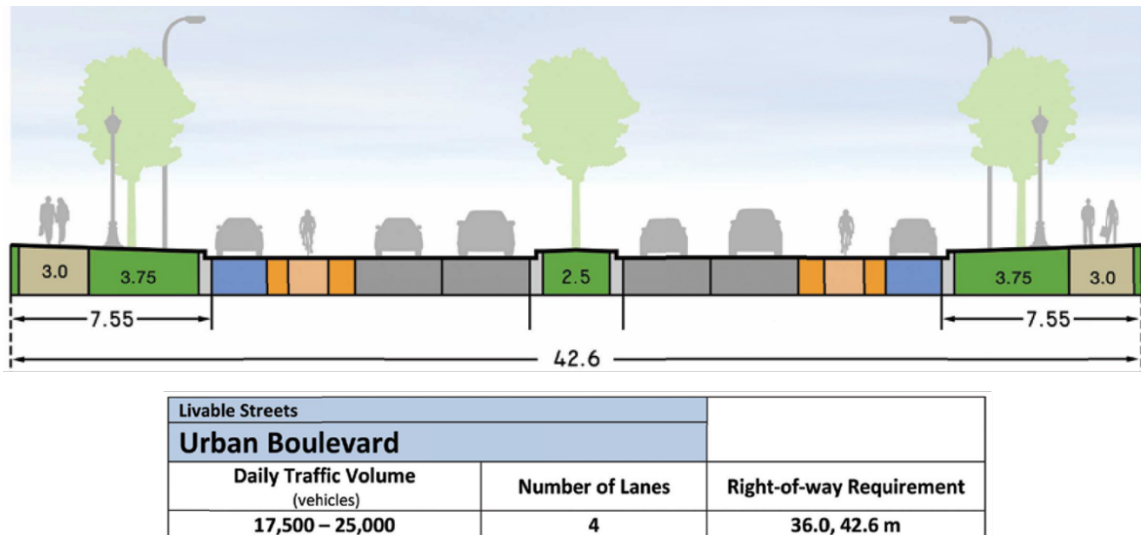 3.0 3.75 2.5 3.75 3.0
7.55 7.55
42.6
Livable Streets
Urban Boulevard
Daily Traffic Volume Number of Lanes Right-of-way Requirement
(vehicles)
17,500 – 25,000 4 36.0, 42.6 m